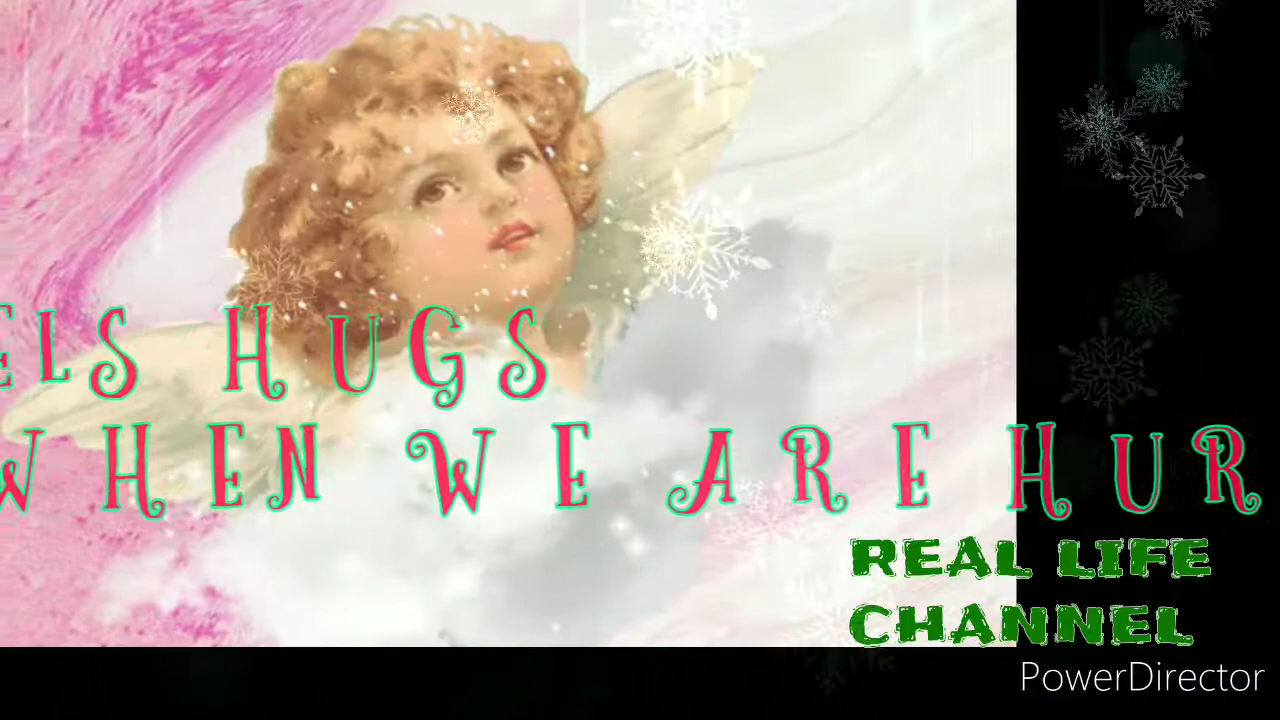 ELS HUGS
WHEN WE ARE HUR
REAL LIFE
CHANNEL
PowerDirector